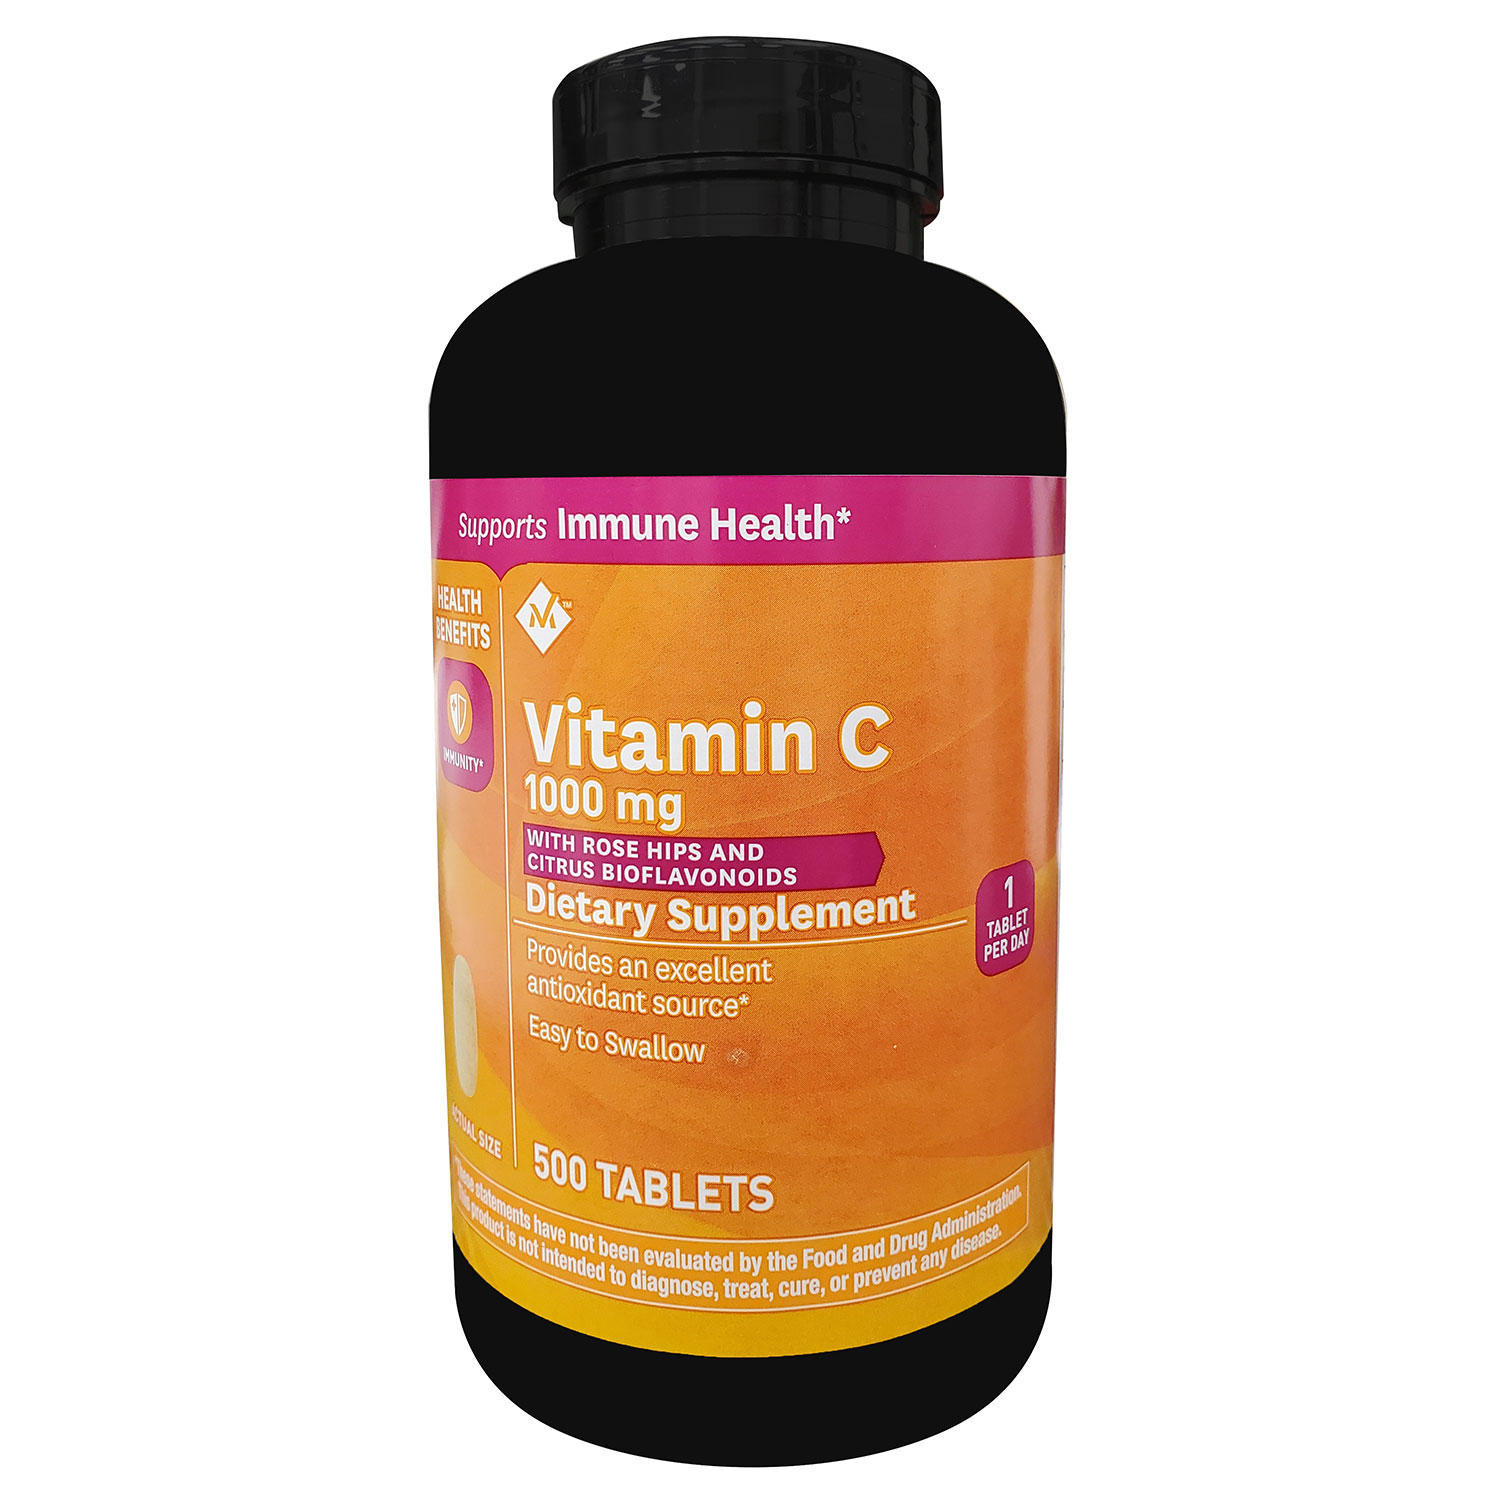 Supports Immune Health*
HEALTH
BENEFITS
IMMUNITY*
M™
Vitamin C
1000 mg
WITH ROSE HIPS AND
CITRUS BIOFLAVONOIDS
Dietary Supplement
1
TABLET
PER DAY
Provides an excellent
antioxidant source*
Easy to Swallow
ACTUAL SIZE
500 TABLETS
*These statements have not been evaluated by the Food and Drug Administration.
This product is not intended to diagnose, treat, cure, or prevent any disease.